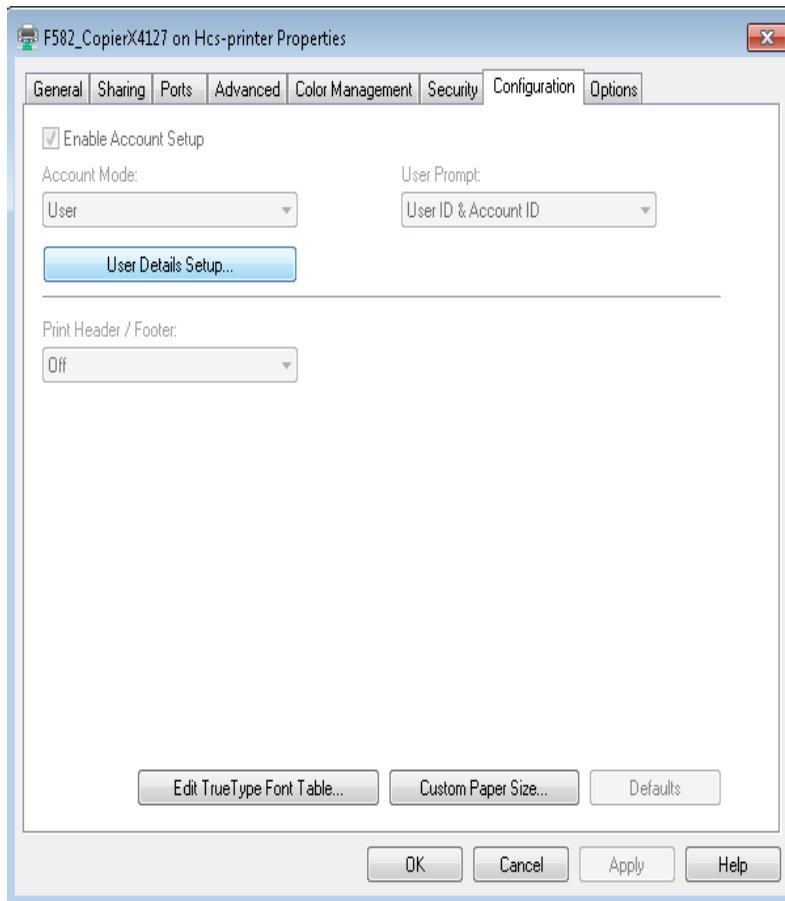 F582_CopierX4127 on Hcs-printer Properties
General Sharing Ports Advanced Color Management Security Configuration Options
Enable Account Setup
Account Mode: User Prompt:
User User ID & Account ID
User Details Setup...
Print Header / Footer:
Off
Edit TrueType Font Table... Custom Paper Size... Defaults
OK Cancel Apply Help